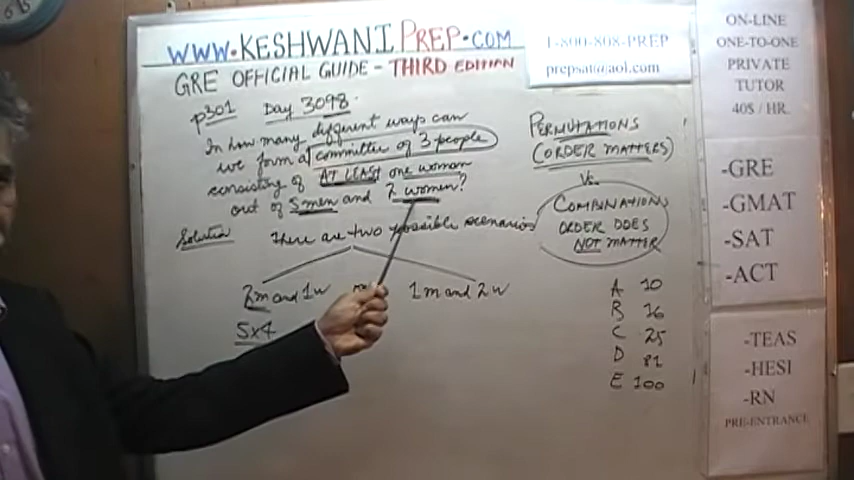 WWW.KESHWANIPREP.COM
1-800-808-PREP
prepsat@aol.com
GRE OFFICIAL GUIDE - THIRD EDITION
p301 Day 3098.
In how many different ways can
we form a committee of 3 people
consisting of AT LEAST one woman
out of 5 men and 2 women?
Solution There are two possible scenarios
2m and 1w
1m and 2w
5x4
PERMUTATIONS
(ORDER MATTERS)
Vs.
COMBINATIONS
ORDER DOES
NOT MATTER
A 10
B 16
C 25
D 81
E 100
ON-LINE
ONE-TO-ONE
PRIVATE
TUTOR
40$ / HR.
-GRE
-GMAT
-SAT
-ACT
-TEAS
-HESI
-RN
PRE-ENTRANCE